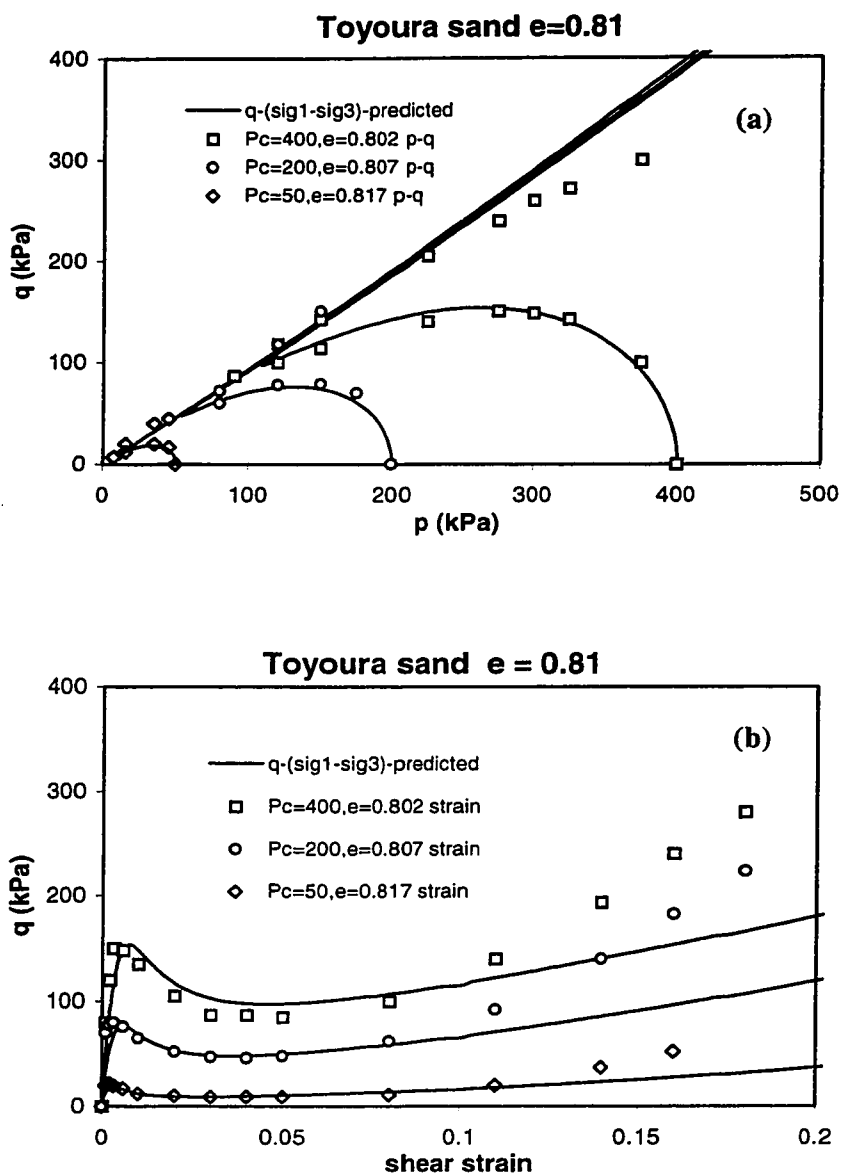 Toyoura sand e=0.81
400
300
200
100
0
q (kPa)
q-(sig1-sig3)-predicted
Pc=400,e=0.802 p-q
Pc=200,e=0.807 p-q
Pc=50,e=0.817 p-q
(a)
0
100
200
300
400
500
p (kPa)
Toyoura sand e = 0.81
400
300
200
100
0
q (kPa)
q-(sig1-sig3)-predicted
Pc=400,e=0.802 strain
Pc=200,e=0.807 strain
Pc=50,e=0.817 strain
(b)
0
0.05
0.1
0.15
0.2
shear strain